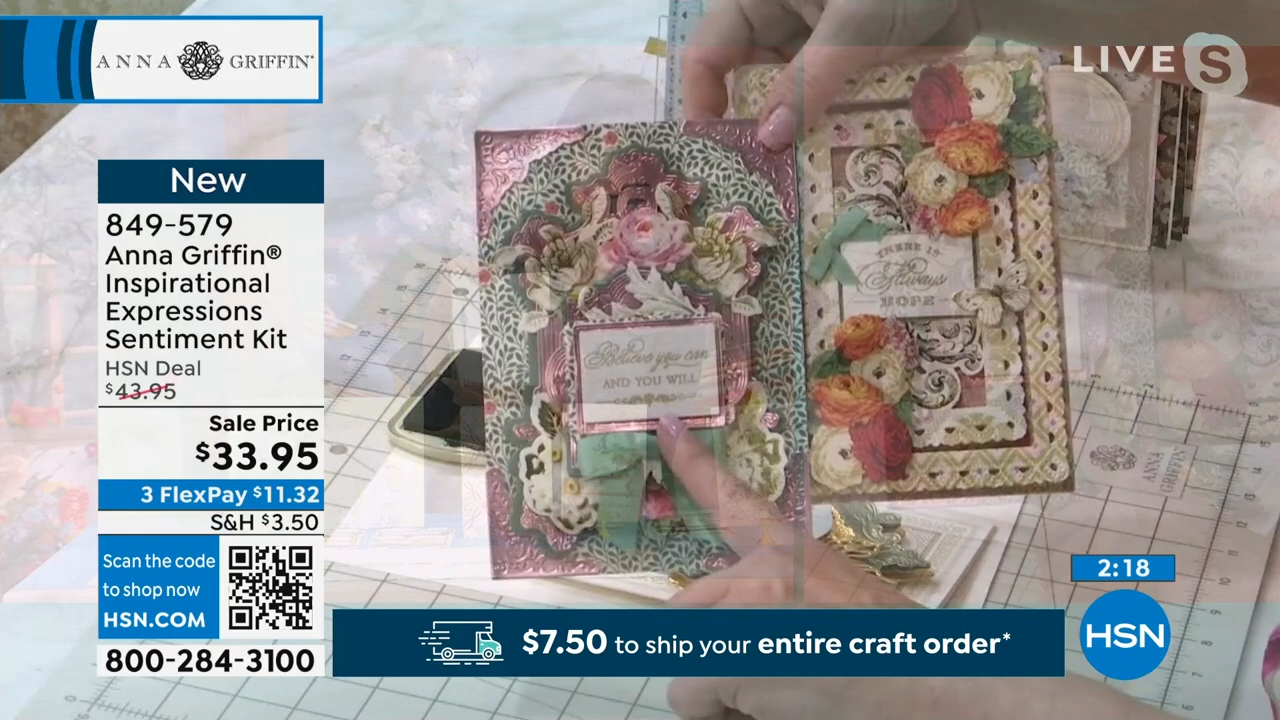 ANNA GRIFFIN®
LIVE S
New
849-579
Anna Griffin®
Inspirational
Expressions
Sentiment Kit
HSN Deal
$43.95
Sale Price
$33.95
3 FlexPay $11.32
S&H $3.50
Scan the code
to shop now
HSN.COM
800-284-3100
THERE IS
Always
HOPE
Believe you can
AND YOU WILL
ANNA
GRIFFIN
2:18
HSN
$7.50 to ship your entire craft order*